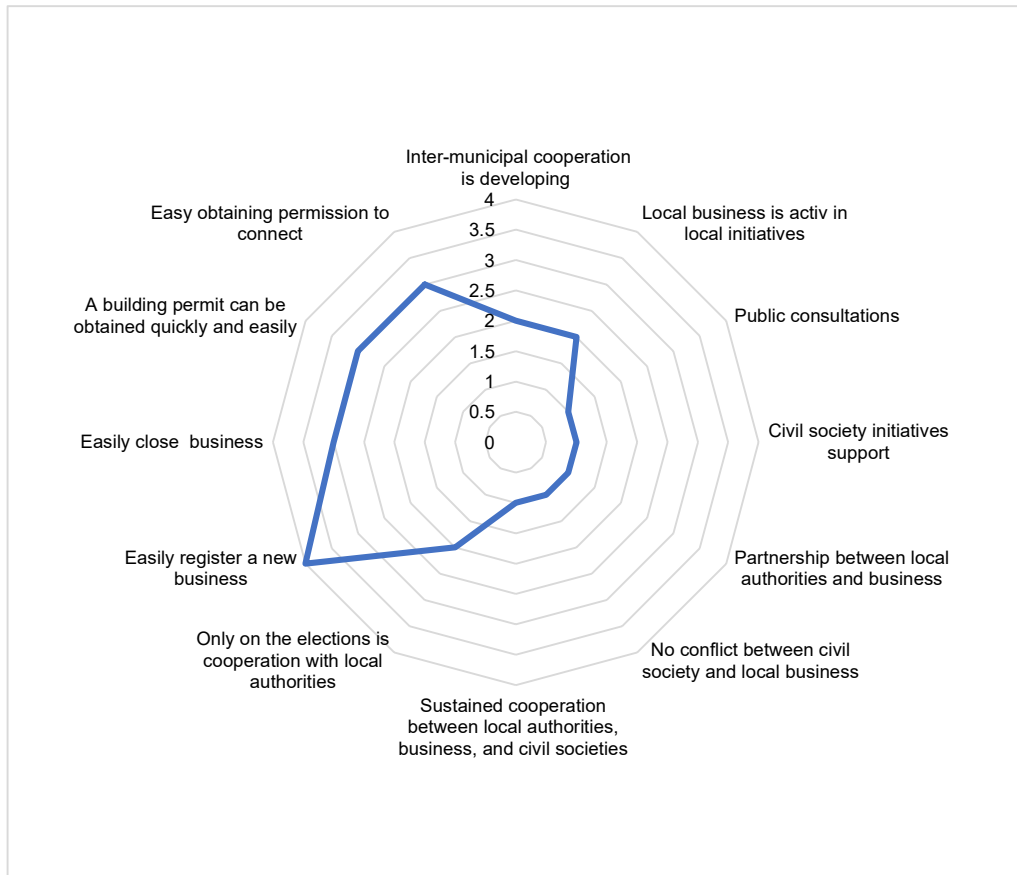 Inter-municipal cooperation
is developing
Local business is activ in
local initiatives
Public consultations
Civil society initiatives
support
Partnership between local
authorities and business
No conflict between civil
society and local business
Sustained cooperation
between local authorities,
business, and civil societies
Only on the elections is
cooperation with local
authorities
Easily register a new
business
Easily close  business
A building permit can be
obtained quickly and easily
Easy obtaining permission to
connect
4
3.5
3
2.5
2
1.5
1
0.5
0